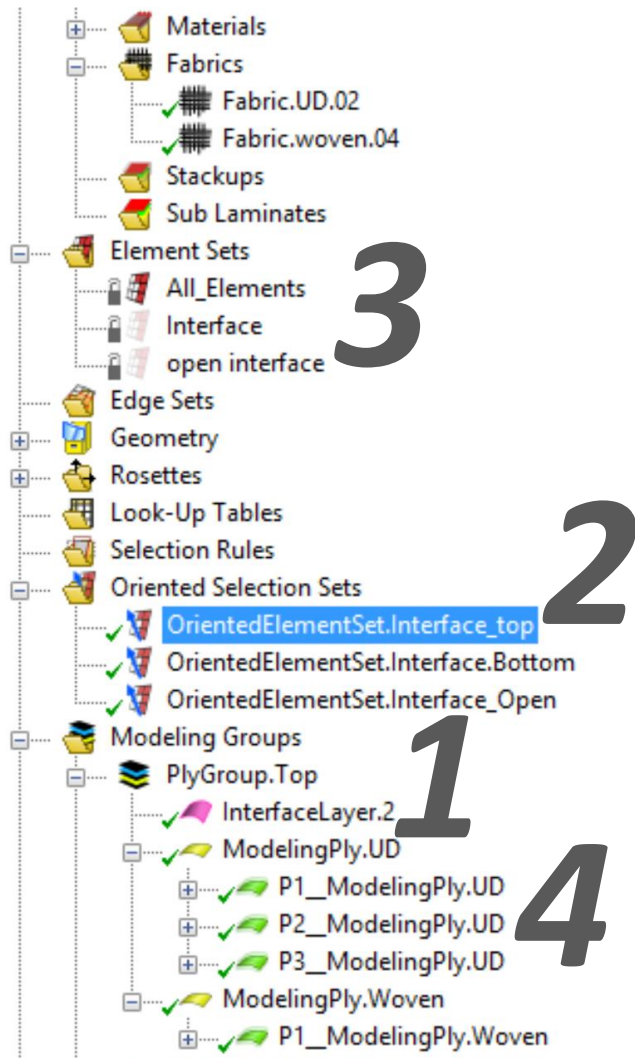 Materials
Fabrics
Fabric.UD.02
Fabric.woven.04
Stackups
Sub Laminates
Element Sets
3
All_Elements
Interface
open interface
Edge Sets
Geometry
Rosettes
Look-Up Tables
2
Selection Rules
Oriented Selection Sets
OrientedElementSet.Interface_top
OrientedElementSet.Interface.Bottom
OrientedElementSet.Interface_Open
Modeling Groups
1
PlyGroup.Top
InterfaceLayer.2
ModelingPly.UD
4
P1__ModelingPly.UD
P2__ModelingPly.UD
P3__ModelingPly.UD
ModelingPly.Woven
P1__ModelingPly.Woven